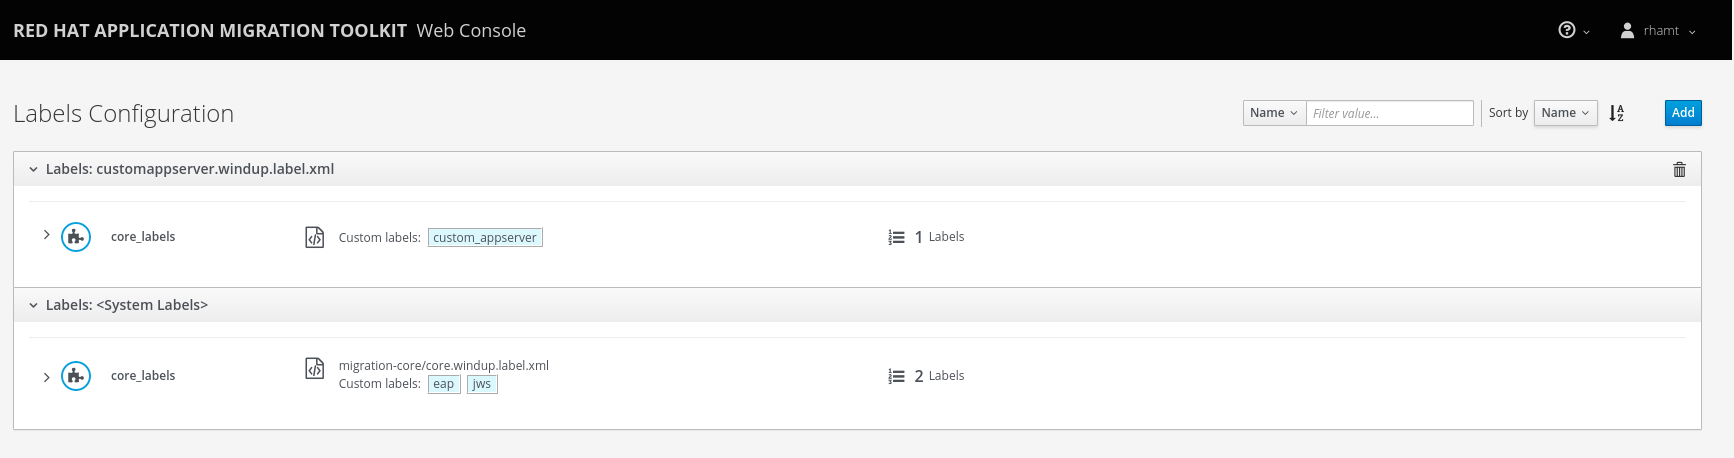 RED HAT APPLICATION MIGRATION TOOLKIT Web Console
rhamt
Labels Configuration
Name Filter value... Sort by Name Add
Labels: customappserver.windup.label.xml
core_labels Custom labels: custom_appserver 1 Labels
Labels: <System Labels>
core_labels
migration-core/core.windup.label.xml
Custom labels: eap jws
2 Labels